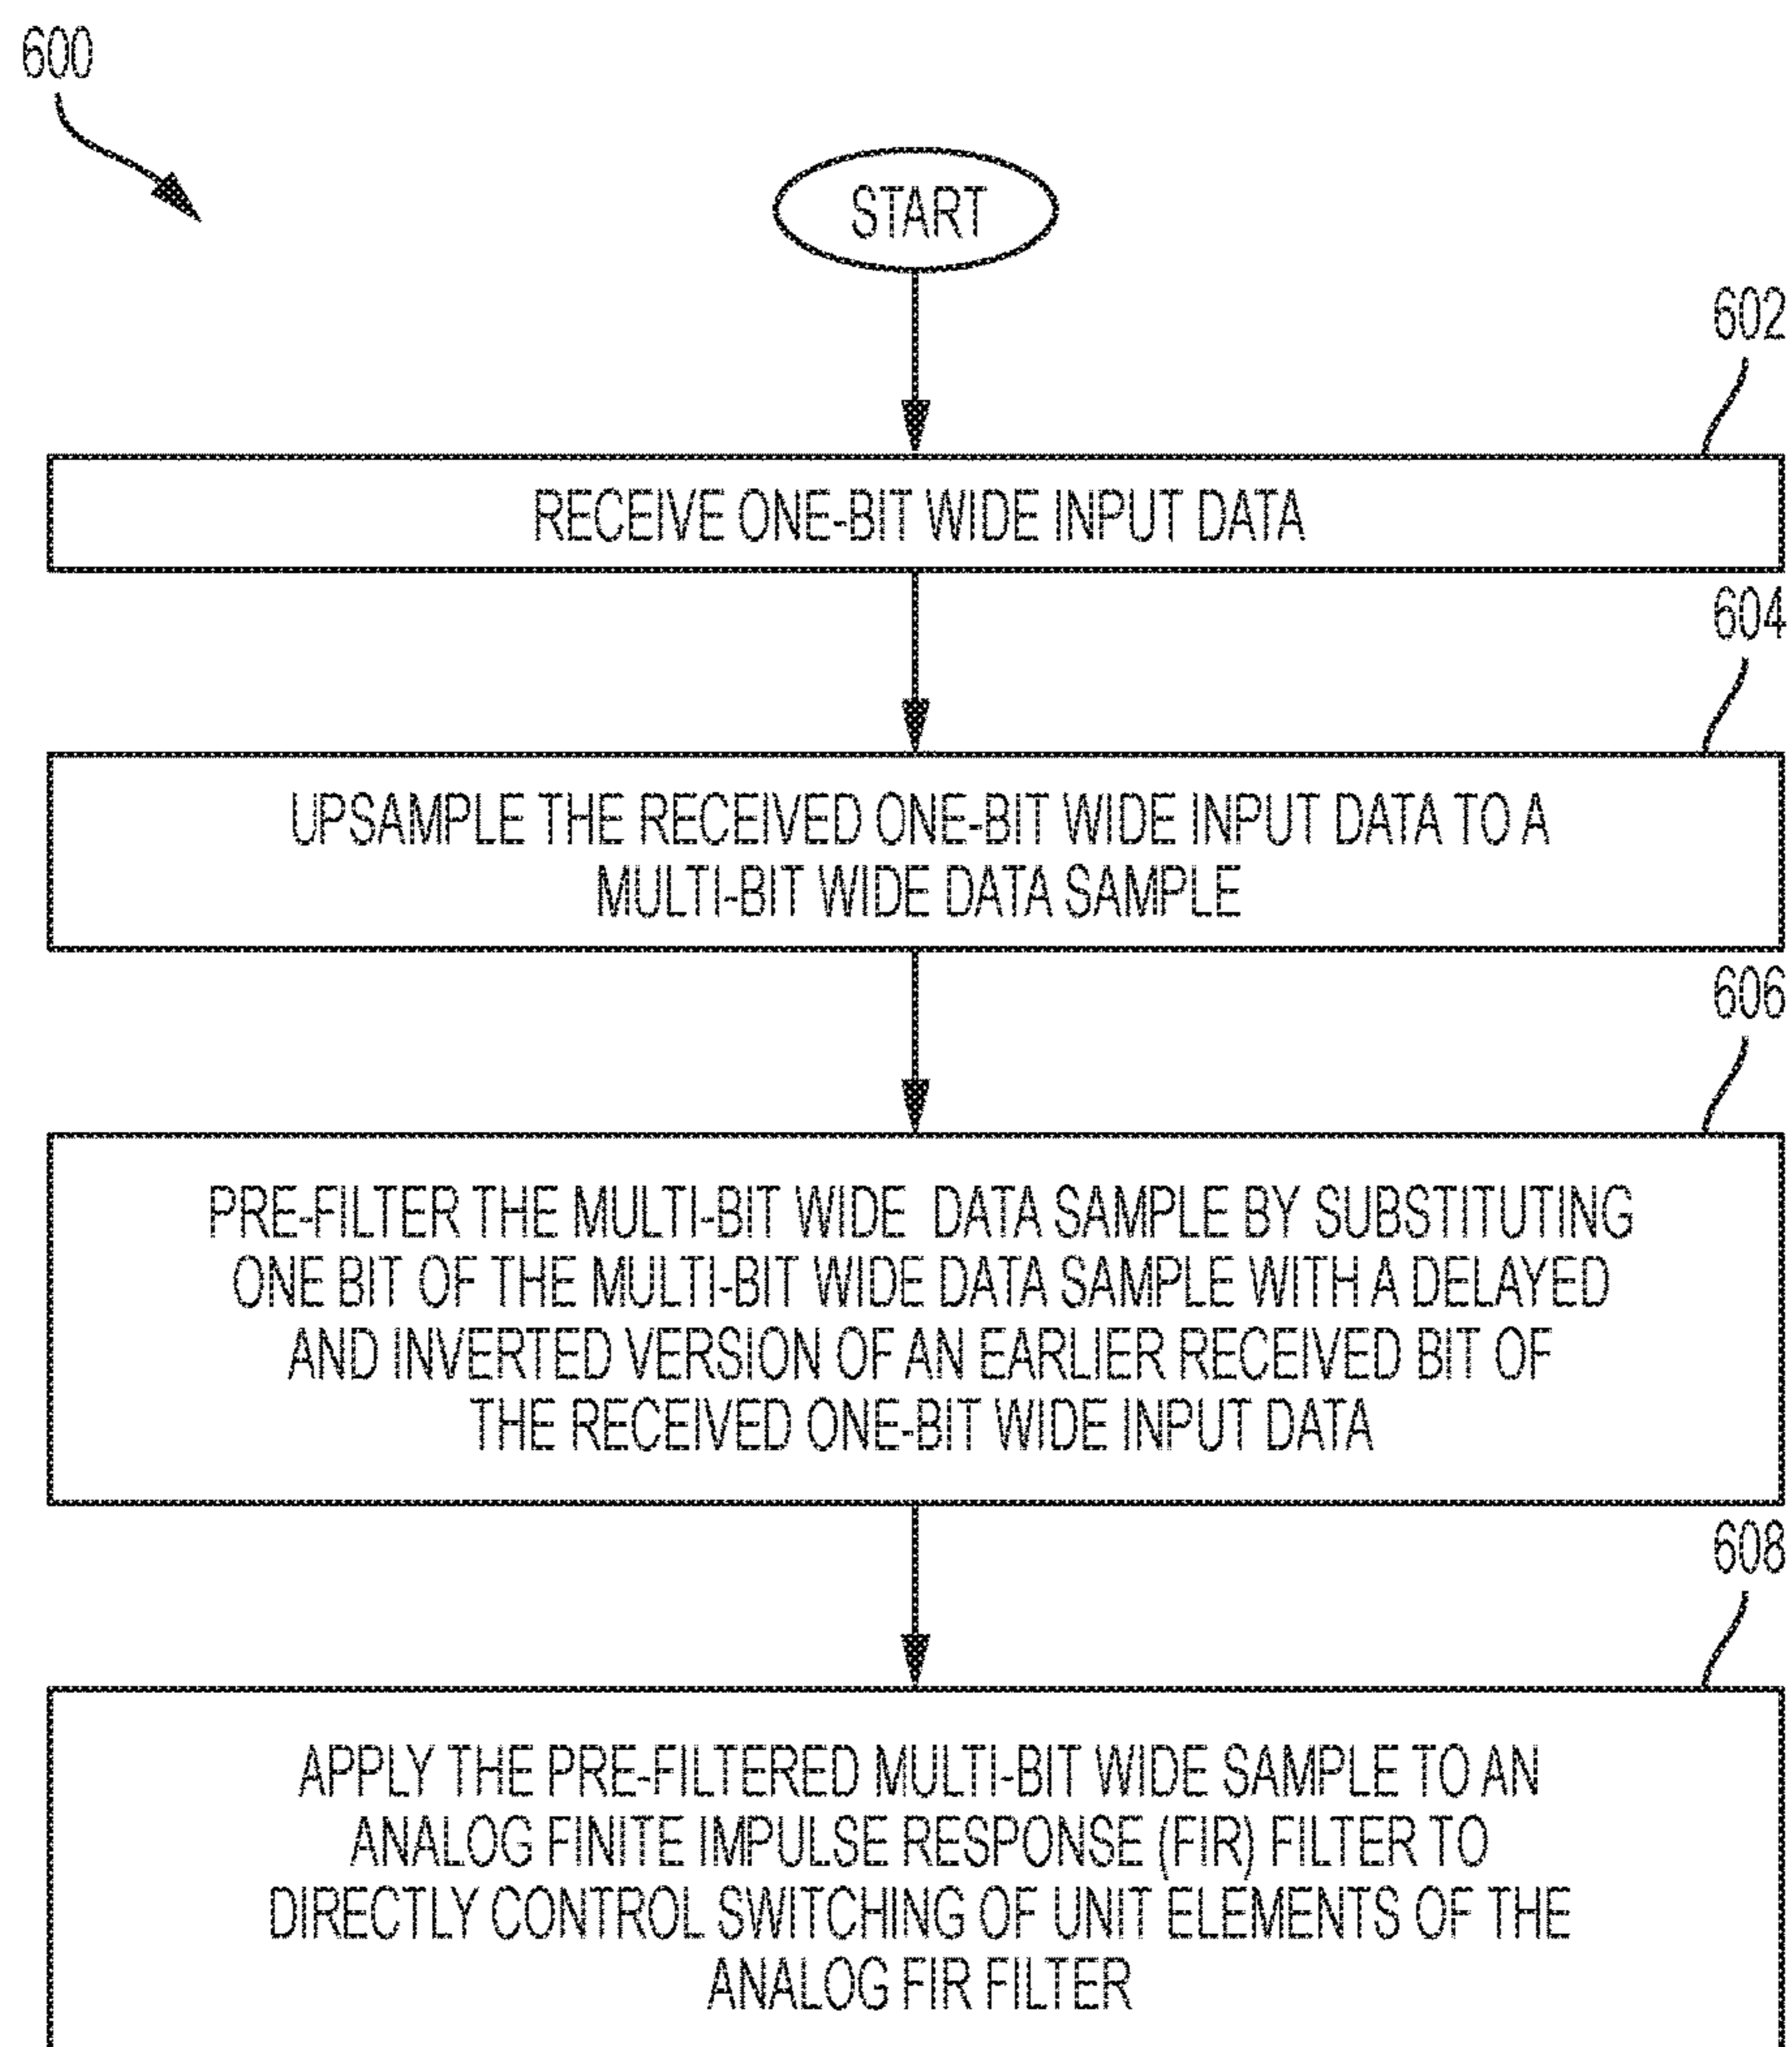 600
START
602
RECEIVE ONE-BIT WIDE INPUT DATA
604
UPSAMPLE THE RECEIVED ONE-BIT WIDE INPUT DATA TO A
MULTI-BIT WIDE DATA SAMPLE
606
PRE-FILTER THE MULTI-BIT WIDE DATA SAMPLE BY SUBSTITUTING
ONE BIT OF THE MULTI-BIT WIDE DATA SAMPLE WITH A DELAYED
AND INVERTED VERSION OF AN EARLIER RECEIVED BIT OF
THE RECEIVED ONE-BIT WIDE INPUT DATA
608
APPLY THE PRE-FILTERED MULTI-BIT WIDE SAMPLE TO AN
ANALOG FINITE IMPULSE RESPONSE (FIR) FILTER TO
DIRECTLY CONTROL SWITCHING OF UNIT ELEMENTS OF THE
ANALOG FIR FILTER